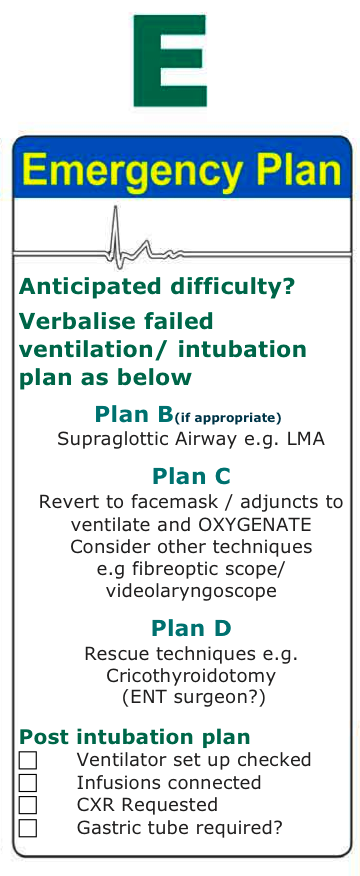 E
Emergency Plan
Anticipated difficulty?
Verbalise failed
ventilation/ intubation
plan as below
Plan B(if appropriate)
Supraglottic Airway e.g. LMA
Plan C
Revert to facemask / adjuncts to
ventilate and OXYGENATE
Consider other techniques
e.g fibreoptic scope/
videolaryngoscope
Plan D
Rescue techniques e.g.
Cricothyroidotomy
(ENT surgeon?)
Post intubation plan
Ventilator set up checked
Infusions connected
CXR Requested
Gastric tube required?